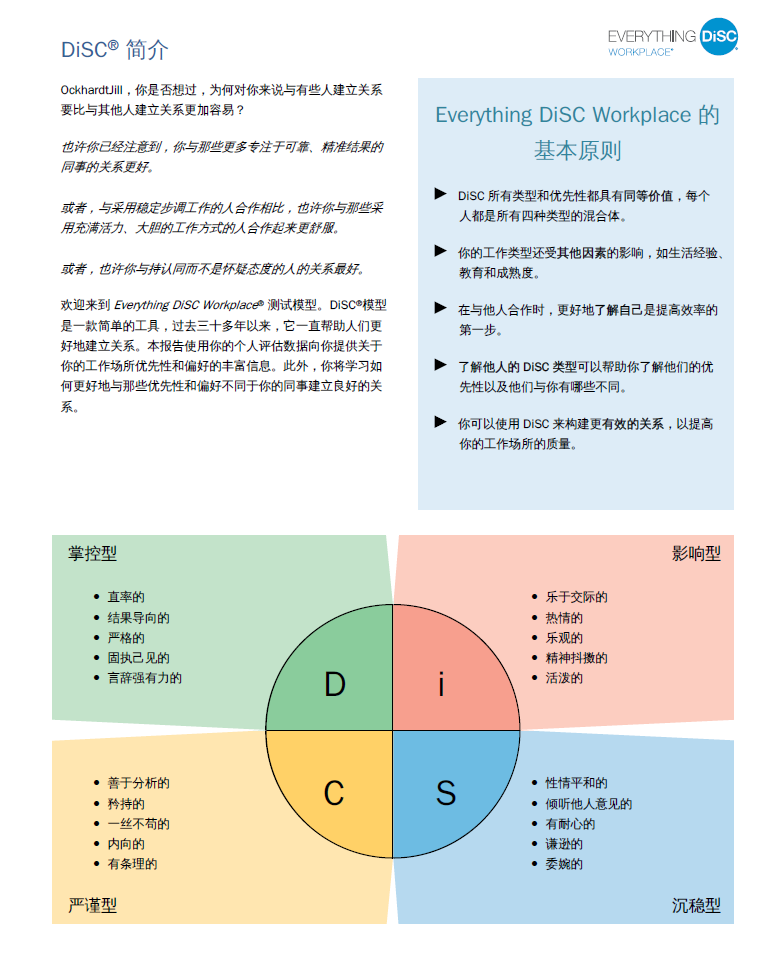 DiSC® 简介
EVERYTHING DiSC
WORKPLACE®
OckhardtJill，你是否想过，为何对你来说与有些人建立关系
要比与其他人建立关系更加容易？
也许你已经注意到，你与那些更多专注于可靠、精准结果的
同事的关系更好。
或者，与采用稳定步调工作的人合作相比，也许你与那些采
用充满活力、大胆的工作方式的人合作起来更舒服。
或者，也许你与持认同而不是怀疑态度的人的关系最好。
欢迎来到 Everything DiSC Workplace® 测试模型。DiSC®模型
是一款简单的工具，过去三十多年以来，它一直帮助人们更
好地建立关系。本报告使用你的个人评估数据向你提供关于
你的工作场所优先性和偏好的丰富信息。此外，你将学习如
何更好地与那些优先性和偏好不同于你的同事建立良好的关
系。
Everything DiSC Workplace 的
基本原则
DiSC 所有类型和优先性都具有同等价值，每个
人都是所有四种类型的混合体。
你的工作类型还受其他因素的影响，如生活经验、
教育和成熟度。
在与他人合作时，更好地了解自己是提高效率的
第一步。
了解他人的 DiSC 类型可以帮助你了解他们的优
先性以及他们与你有哪些不同。
你可以使用 DiSC 来构建更有效的关系，以提高
你的工作场所的质量。
掌控型
• 直率的
• 结果导向的
• 严格的
• 固执己见的
• 言辞强有力的
影响型
• 乐于交际的
• 热情的
• 乐观的
• 精神抖擞的
• 活泼的
D
i
C
S
• 善于分析的
• 矜持的
• 一丝不苟的
• 内向的
• 有条理的
严谨型
• 性情平和的
• 倾听他人意见的
• 有耐心的
• 谦逊的
• 委婉的
沉稳型